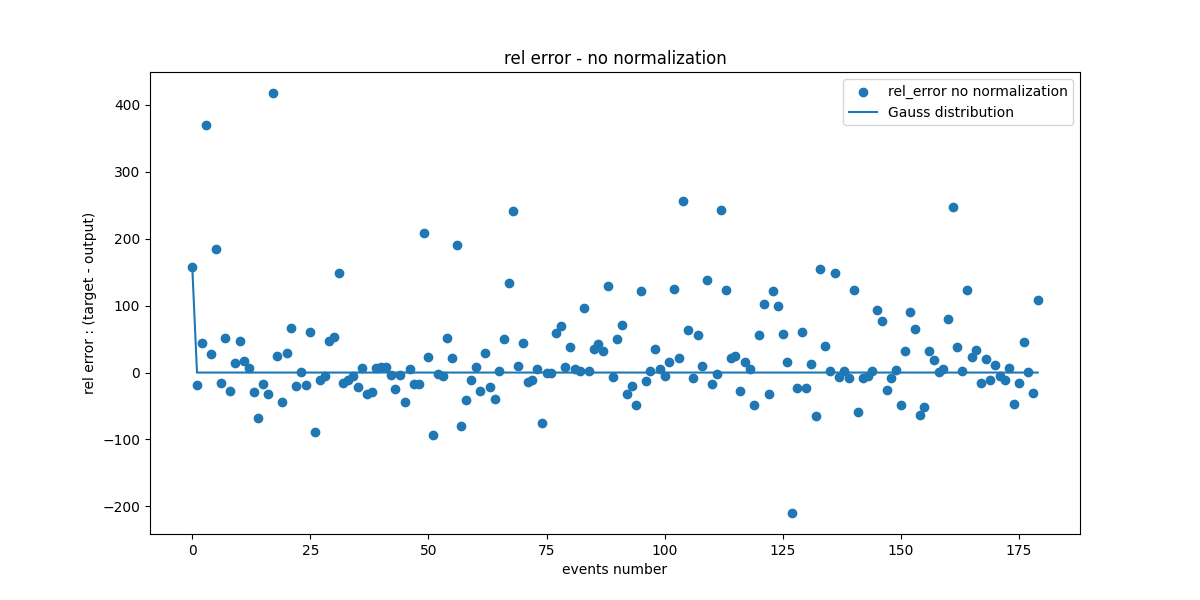 rel error - no normalization
rel_error no normalization
Gauss distribution
rel error : (target - output)
400
300
200
100
0
−100
−200
0 25 50 75 100 125 150 175
events number